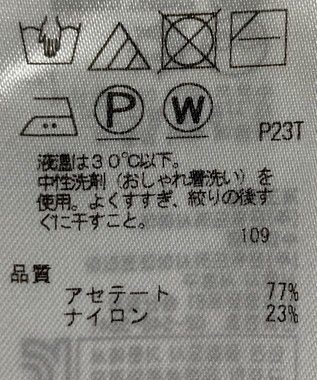 P
W
P23T
液温は30℃以下。
中性洗剤（おしゃれ着洗い）を
使用。よくすすぎ、絞りの後す
ぐに干すこと。
109
品質
アセテート 77%
ナイロン 23%